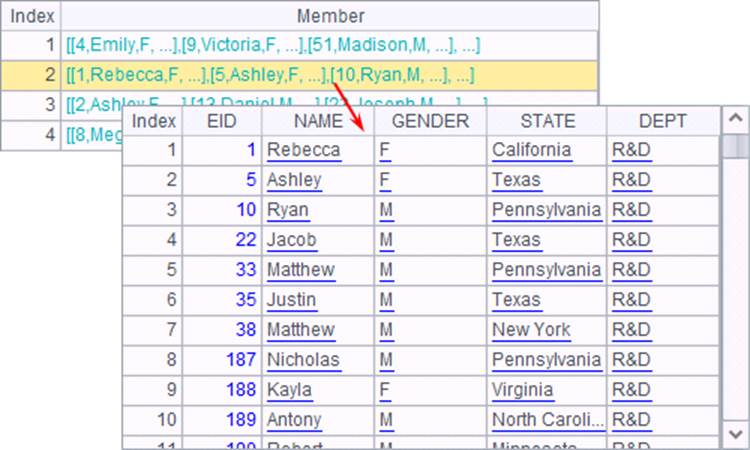 Index Member
1 [[4,Emily,F, ...],[9,Victoria,F, ...],[51,Madison,M, ...], ...]
2 [[1,Rebecca,F, ...],[5,Ashley,F, ...],[10,Ryan,M, ...], ...]
3 [[2,Ashley,F, ...],[13,Daniel,M, ...],[
4 [[8,Meg
Index EID NAME GENDER STATE DEPT
1 1 Rebecca F California R&D
2 5 Ashley F Texas R&D
3 10 Ryan M Pennsylvania R&D
4 22 Jacob M Texas R&D
5 33 Matthew M Pennsylvania R&D
6 35 Justin M Texas R&D
7 38 Matthew M New York R&D
8 187 Nicholas M Pennsylvania R&D
9 188 Kayla F Virginia R&D
10 189 Antony M North Caroli... R&D
11 190 Robert M Minnesota R&D